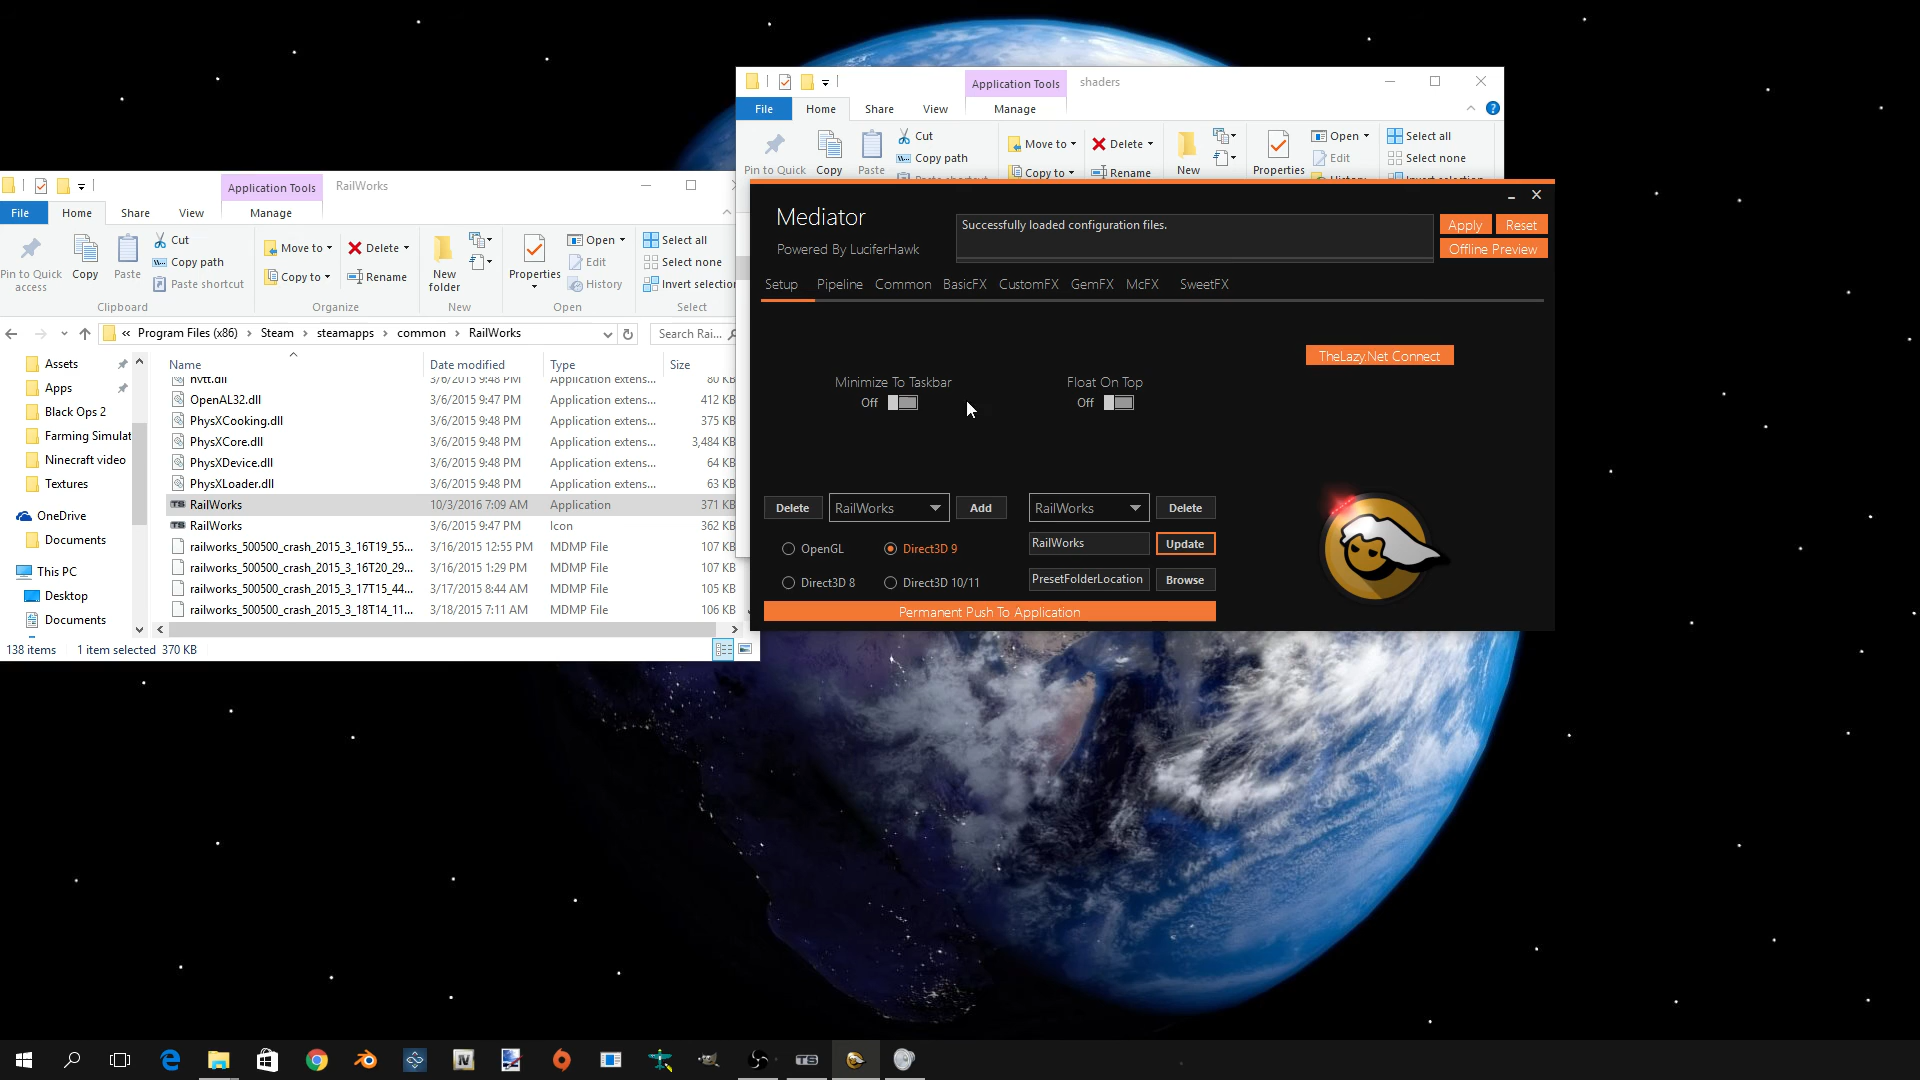 Application Tools
shaders
File
Home
Share
View
Manage
Cut
Copy path
Move to
Delete
Open
Edit
Select all
Select none
Pin to Quick
Copy
Paste
Copy to
Rename
New
Properties
Application Tools
RailWorks
File
Home
Share
View
Manage
Cut
Copy path
Paste shortcut
Pin to Quick access
Copy
Paste
Clipboard
Move to
Delete
Copy to
Rename
Organize
New folder
New
Properties
Open
Edit
History
Open
Select all
Select none
Invert selection
Select
« Program Files (x86) > Steam > steamapps > common > RailWorks
Search Rai...
Assets
Apps
Black Ops 2
Farming Simulat
Ninecraft video
Textures
OneDrive
Documents
This PC
Desktop
Documents
Name Date modified Type Size
nvtt.dll 3/6/2015 9:48 PM Application extens... 80 KB
OpenAL32.dll 3/6/2015 9:47 PM Application extens... 412 KB
PhysXCooking.dll 3/6/2015 9:48 PM Application extens... 375 KB
PhysXCore.dll 3/6/2015 9:48 PM Application extens... 3,484 KB
PhysXDevice.dll 3/6/2015 9:48 PM Application extens... 64 KB
PhysXLoader.dll 3/6/2015 9:48 PM Application extens... 63 KB
TS RailWorks 10/3/2016 7:09 AM Application 371 KB
TS RailWorks 3/6/2015 9:47 PM Icon 362 KB
railworks_500500_crash_2015_3_16T19_55... 3/16/2015 12:55 PM MDMP File 107 KB
railworks_500500_crash_2015_3_16T20_29... 3/16/2015 1:29 PM MDMP File 107 KB
railworks_500500_crash_2015_3_17T15_44... 3/17/2015 8:44 AM MDMP File 105 KB
railworks_500500_crash_2015_3_18T14_11... 3/18/2015 7:11 AM MDMP File 106 KB
138 items 1 item selected 370 KB
Mediator
Powered By LuciferHawk
Successfully loaded configuration files.
Apply
Reset
Offline Preview
Setup Pipeline Common BasicFX CustomFX GemFX McFX SweetFX
TheLazy.Net Connect
Minimize To Taskbar
Off
Float On Top
Off
Delete
RailWorks
Add
RailWorks
Delete
OpenGL
Direct3D 9
RailWorks
Update
Direct3D 8
Direct3D 10/11
PresetFolderLocation
Browse
Permanent Push To Application
TS